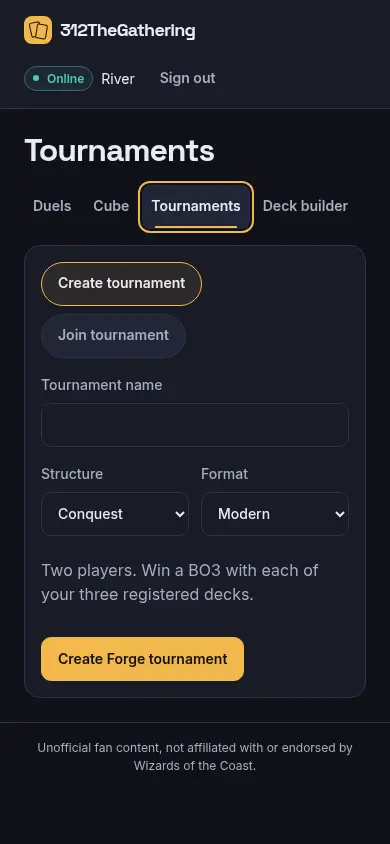 312TheGathering
Online River Sign out
Tournaments
Duels Cube Tournaments Deck builder
Create tournament
Join tournament
Tournament name
Structure Format
Conquest Modern
Two players. Win a BO3 with each of
your three registered decks.
Create Forge tournament
Unofficial fan content, not affiliated with or endorsed by
Wizards of the Coast.